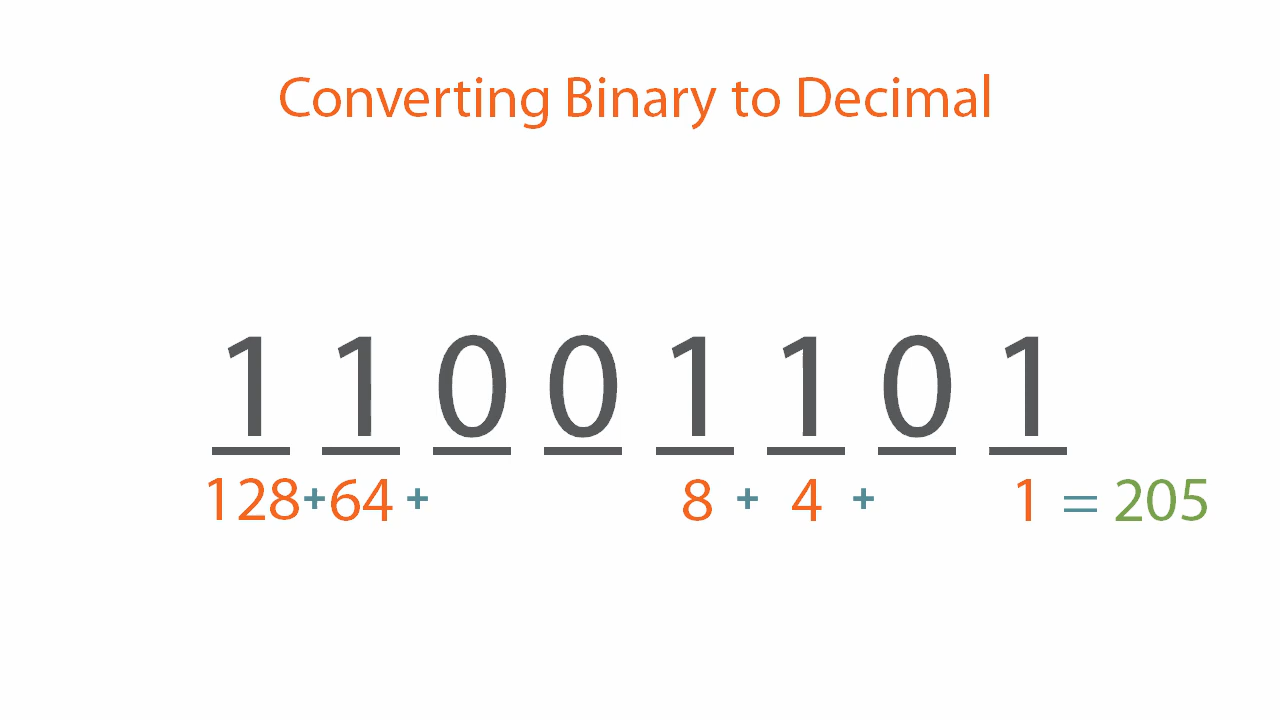 Converting Binary to Decimal
1 1 0 0 1 1 0 1
128+64 + 8 + 4 + 1 = 205